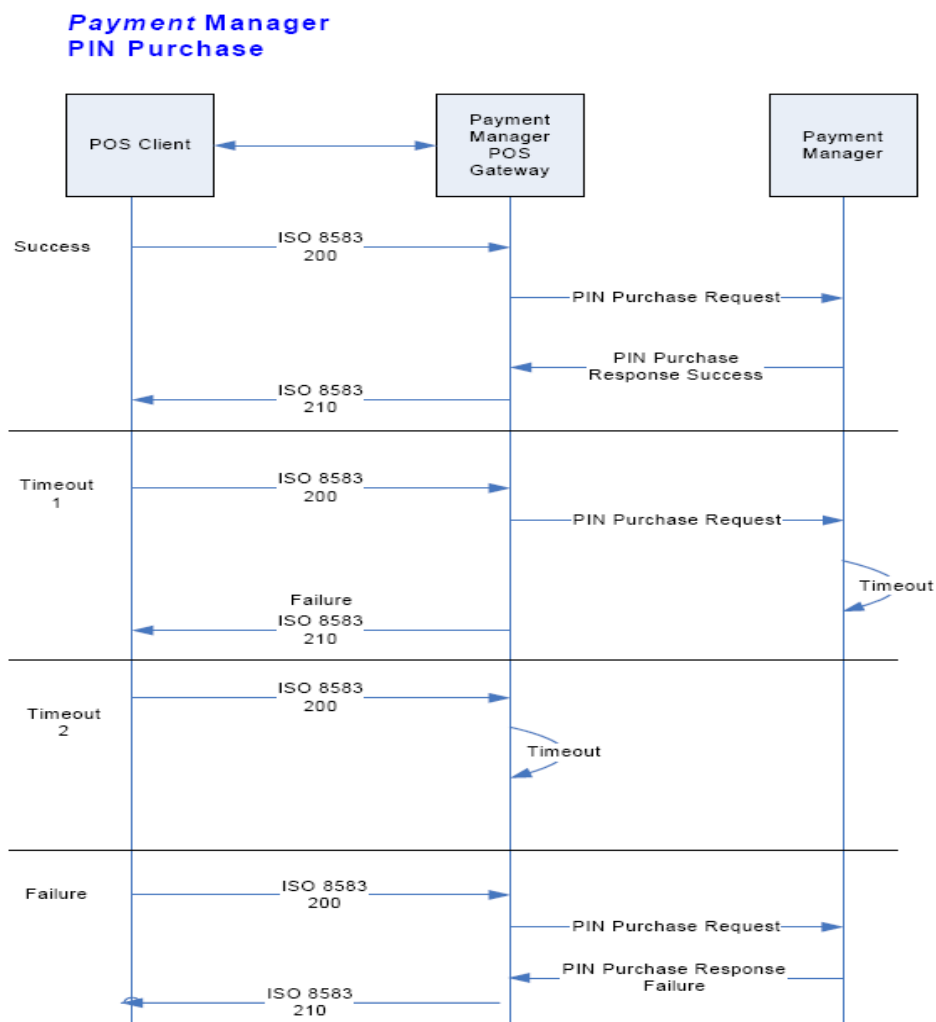 Payment Manager
PIN Purchase
POS Client
Payment
Manager
POS
Gateway
Payment
Manager
Success
ISO 8583
200
PIN Purchase Request
PIN Purchase
Response Success
ISO 8583
210
Timeout
1
ISO 8583
200
PIN Purchase Request
Timeout
Failure
ISO 8583
210
Timeout
2
ISO 8583
200
Timeout
Failure
ISO 8583
200
PIN Purchase Request
PIN Purchase Response
Failure
ISO 8583
210